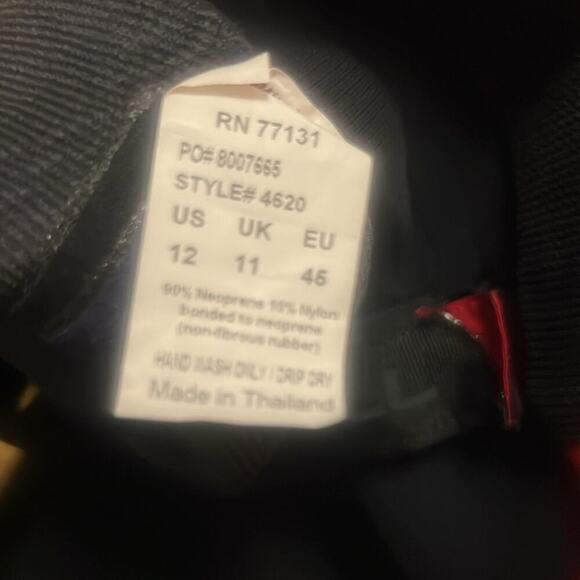 RN 77131
PO# 8007665
STYLE# 4620
US UK EU
12 11 45
90% Neoprene 10% Nylon
bonded to neoprene
(non-fibrous rubber)
HAND WASH ONLY / DRIP DRY
Made in Thailand